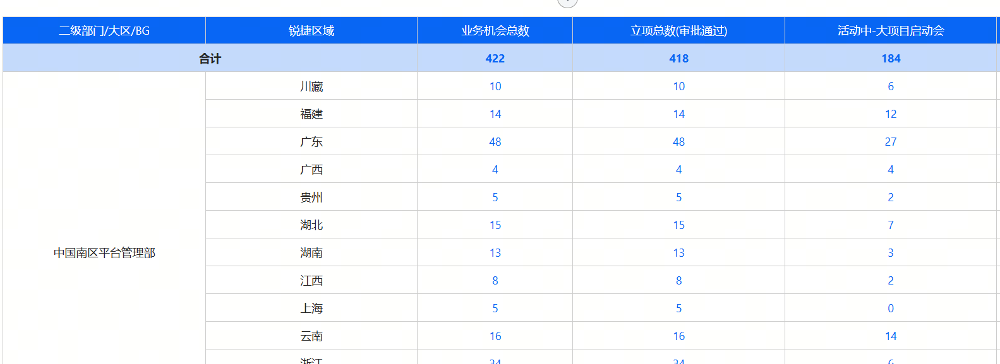 二级部门/大区/BG 锐捷区域 业务机会总数 立项总数(审批通过) 活动中-大项目启动会
合计 422 418 184
川藏 10 10 6
福建 14 14 12
广东 48 48 27
广西 4 4 4
贵州 5 5 2
湖北 15 15 7
中国南区平台管理部 湖南 13 13 3
江西 8 8 2
上海 5 5 0
云南 16 16 14
浙江 34 34 6